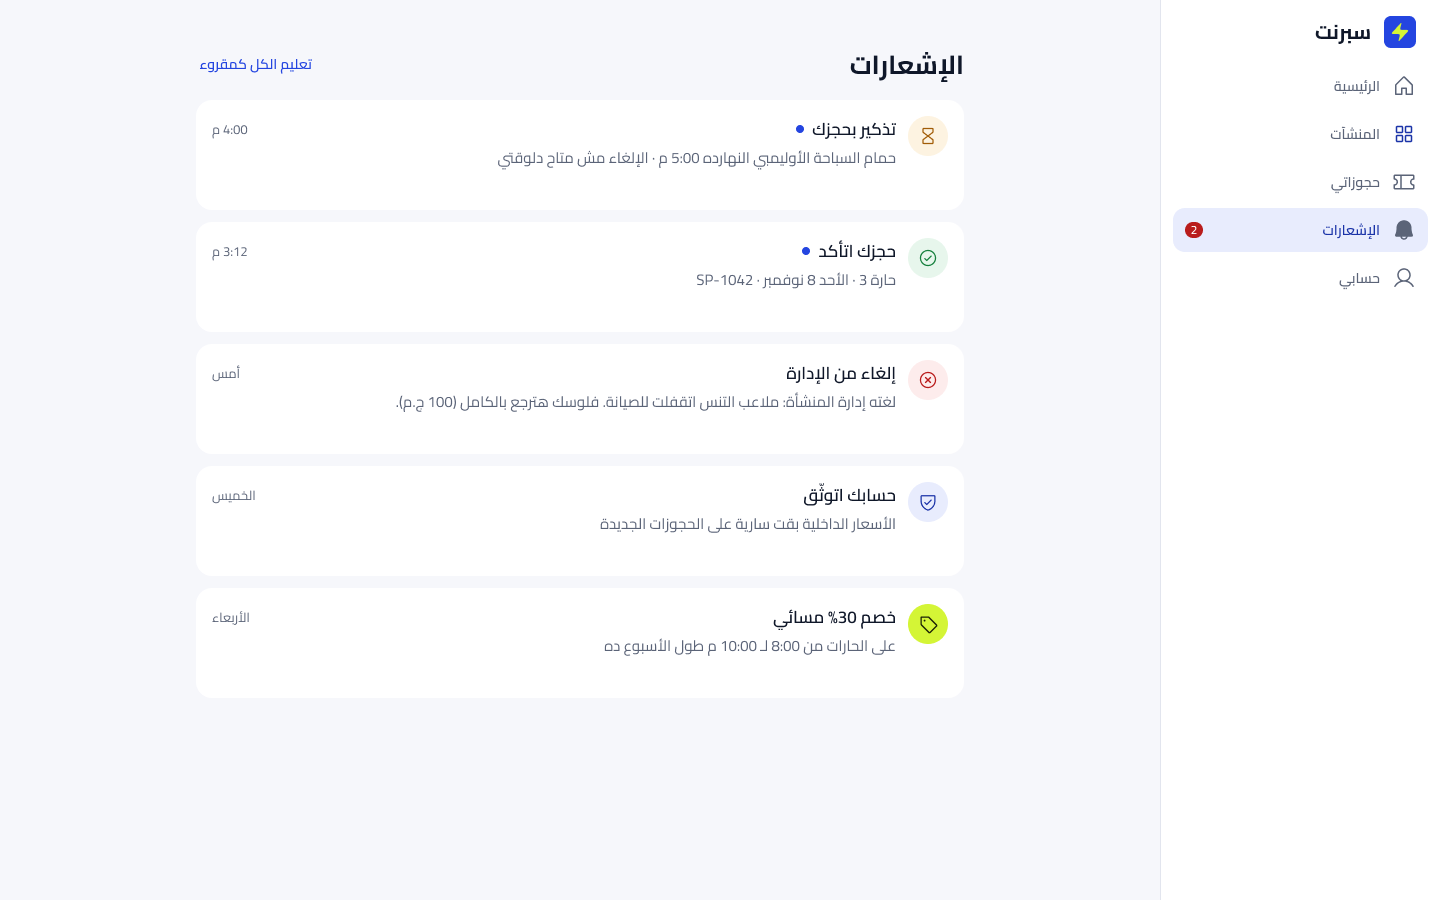 سبرنت
الرئيسية
المنشآت
حجوزاتي
الإشعارات
2
حسابي
الإشعارات
تعليم الكل كمقروء
تذكير بحجزك
4:00 م
حمام السباحة الأوليمبي النهارده 5:00 م · الإلغاء مش متاح دلوقتي
حجزك اتأكد
3:12 م
حارة 3 · الأحد 8 نوفمبر · SP-1042
إلغاء من الإدارة
أمس
لغته إدارة المنشأة: ملاعب التنس اتقفلت للصيانة. فلوسك هترجع بالكامل (100 ج.م).
حسابك اتوثّق
الخميس
الأسعار الداخلية بقت سارية على الحجوزات الجديدة
خصم 30% مسائي
الأربعاء
على الحارات من 8:00 لـ 10:00 م طول الأسبوع ده